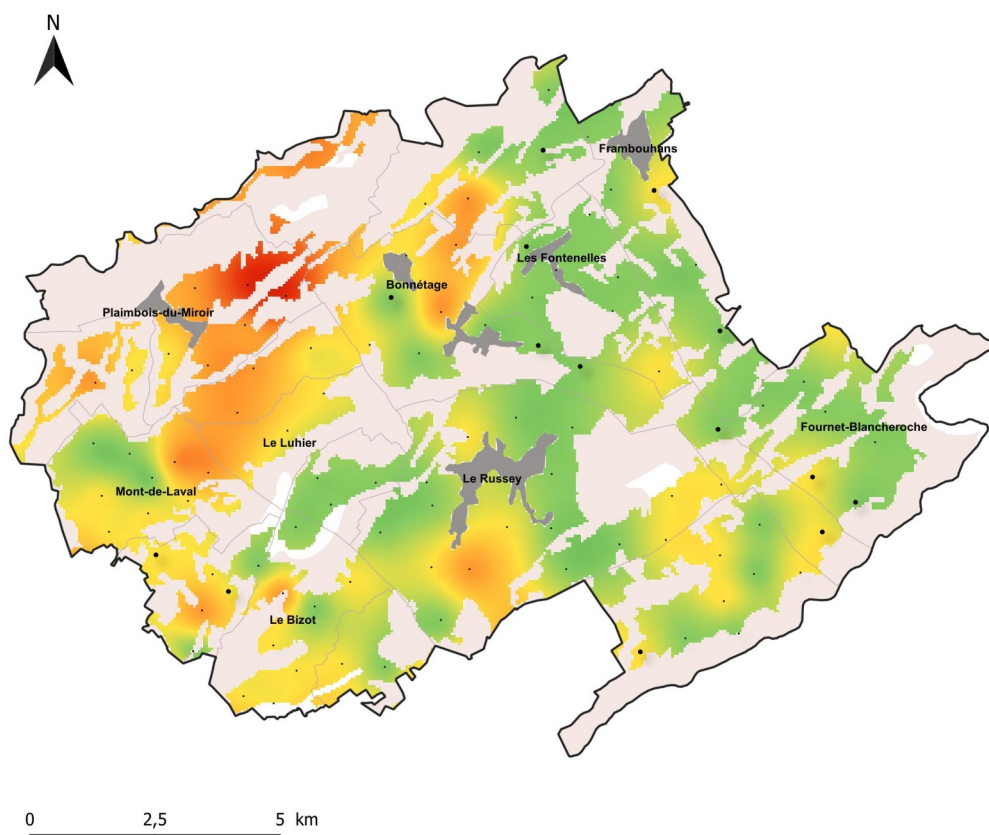 N
Frambouhans
Les Fontenelles
Bonnétage
Plaimbois-du-Miroir
Fournet-Blancheroche
Le Luhier
Le Russey
Mont-de-Laval
Le Bizot
0 2,5 5 km